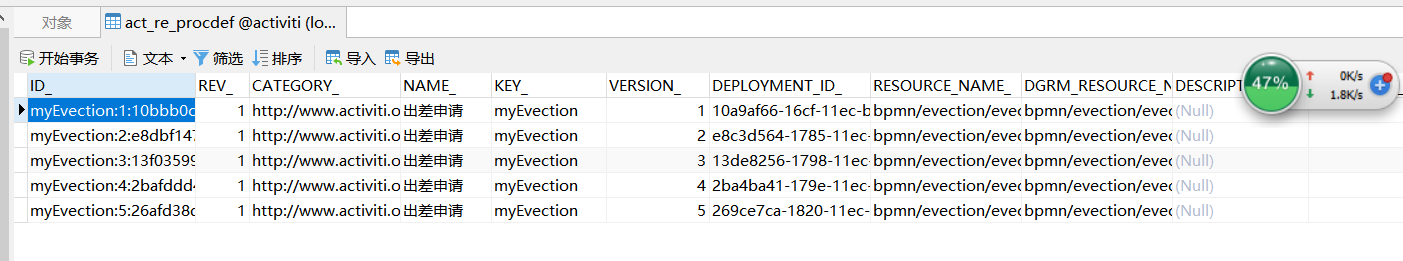 对象 act_re_procdef @activiti (lo...
开始事务 文本 筛选 排序 导入 导出
ID_ REV_ CATEGORY_ NAME_ KEY_ VERSION_ DEPLOYMENT_ID_ RESOURCE_NAME_ DGRM_RESOURCE_N DESCRIPT
myEvection:1:10bbb0c 1 http://www.activiti.o 出差申请 myEvection 1 10a9af66-16cf-11ec-b bpmn/evection/evec bpmn/evection/evec (Null)
myEvection:2:e8dbf147 1 http://www.activiti.o 出差申请 myEvection 2 e8c3d564-1785-11ec- bpmn/evection/evec bpmn/evection/evec (Null)
myEvection:3:13f03599 1 http://www.activiti.o 出差申请 myEvection 3 13de8256-1798-11ec- bpmn/evection/evec bpmn/evection/evec (Null)
myEvection:4:2bafddd4 1 http://www.activiti.o 出差申请 myEvection 4 2ba4ba41-179e-11ec- bpmn/evection/evec bpmn/evection/evec (Null)
myEvection:5:26afd38c 1 http://www.activiti.o 出差申请 myEvection 5 269ce7ca-1820-11ec- bpmn/evection/evec bpmn/evection/evec (Null)
47% 0K/s
1.8K/s